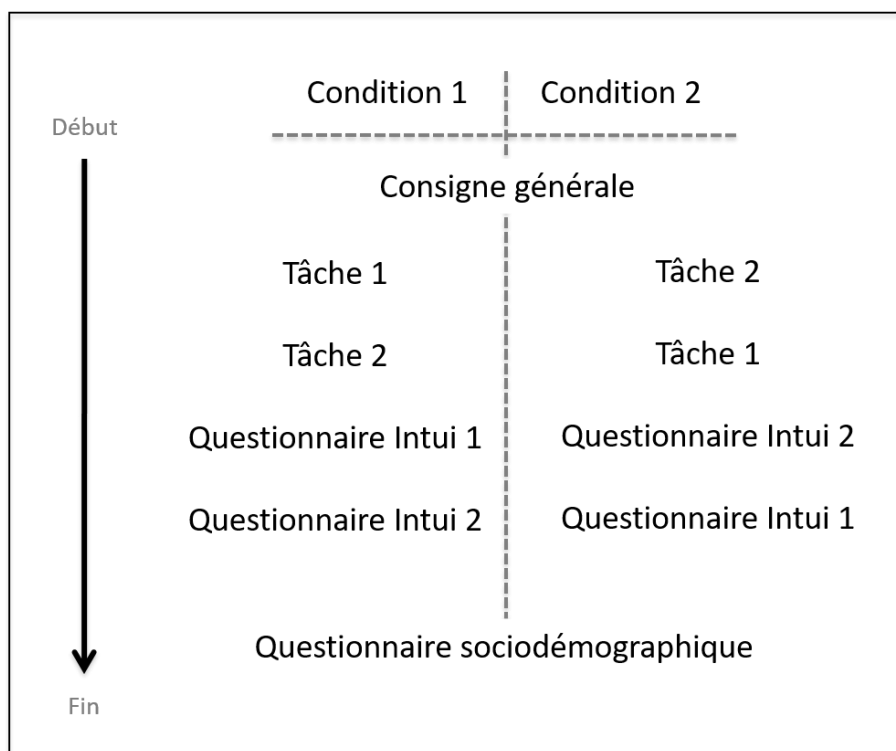 Condition 1
Condition 2
Début
Consigne générale
Tâche 1
Tâche 2
Tâche 2
Tâche 1
Questionnaire Intui 1
Questionnaire Intui 2
Questionnaire Intui 2
Questionnaire Intui 1
Questionnaire sociodémographique
Fin